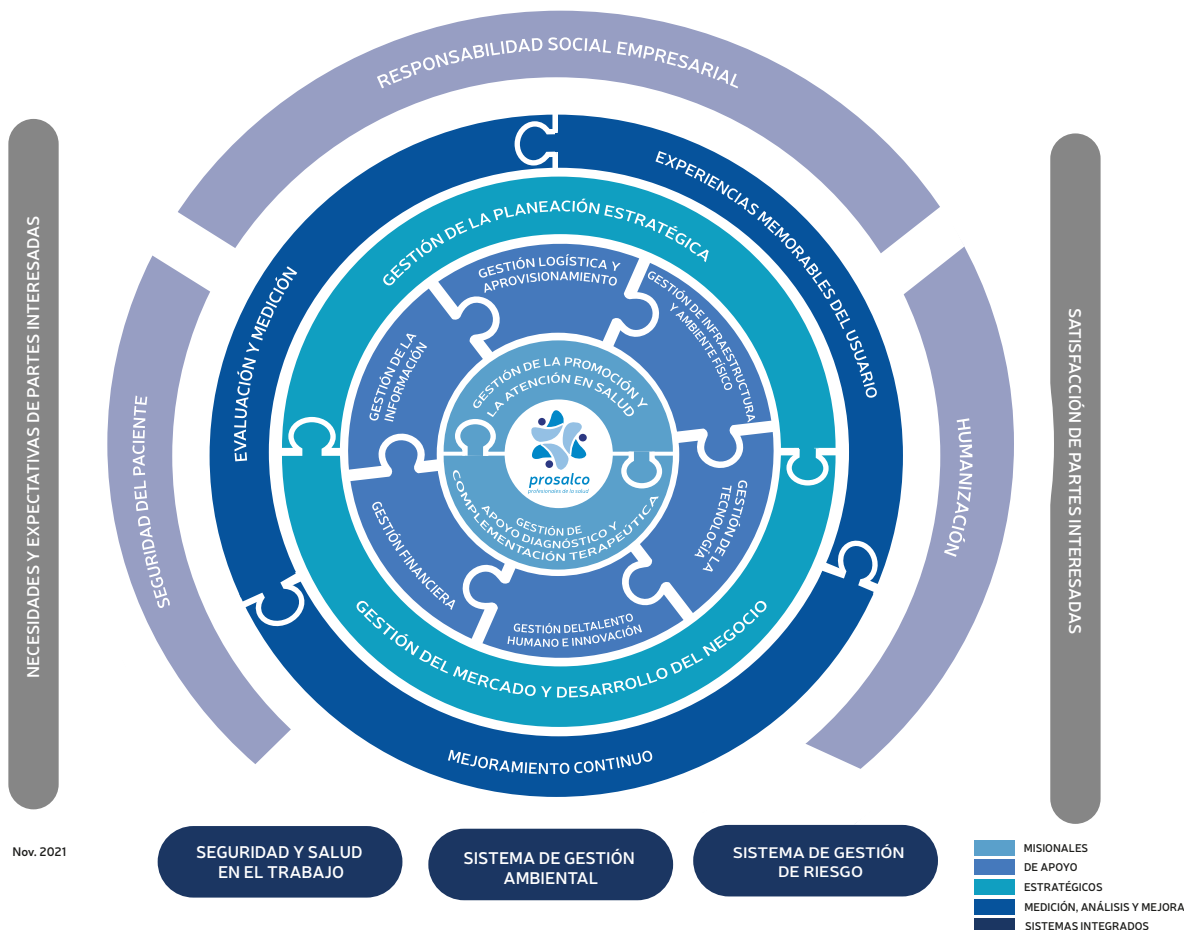 RESPONSABILIDAD SOCIAL EMPRESARIAL
NECESIDADES Y EXPECTATIVAS DE PARTES INTERESADAS
SEGURIDAD DEL PACIENTE
HUMANIZACIÓN
SATISFACCIÓN DE PARTES INTERESADAS
EVALUACIÓN Y MEDICIÓN
EXPERIENCIAS MEMORABLES DEL USUARIO
MEJORAMIENTO CONTINUO
GESTIÓN DE LA PLANEACIÓN ESTRATÉGICA
GESTIÓN DEL MERCADO Y DESARROLLO DEL NEGOCIO
GESTIÓN LOGÍSTICA Y
APROVISIONAMIENTO
GESTIÓN DE INFRAESTRUCTURA
Y AMBIENTE FÍSICO
GESTIÓN DE LA
TECNOLOGÍA
GESTIÓN DELTALENTO
HUMANO E INNOVACIÓN
GESTIÓN FINANCIERA
GESTIÓN DE LA
INFORMACIÓN
GESTIÓN DE LA PROMOCIÓN Y
LA ATENCIÓN EN SALUD
prosalco
profesionales de la salud
GESTIÓN DE
APOYO DIAGNÓSTICO Y
COMPLEMENTACIÓN TERAPEÚTICA
Nov. 2021
SEGURIDAD Y SALUD
EN EL TRABAJO
SISTEMA DE GESTIÓN
AMBIENTAL
SISTEMA DE GESTIÓN
DE RIESGO
MISIONALES
DE APOYO
ESTRATÉGICOS
MEDICIÓN, ANÁLISIS Y MEJORA
SISTEMAS INTEGRADOS